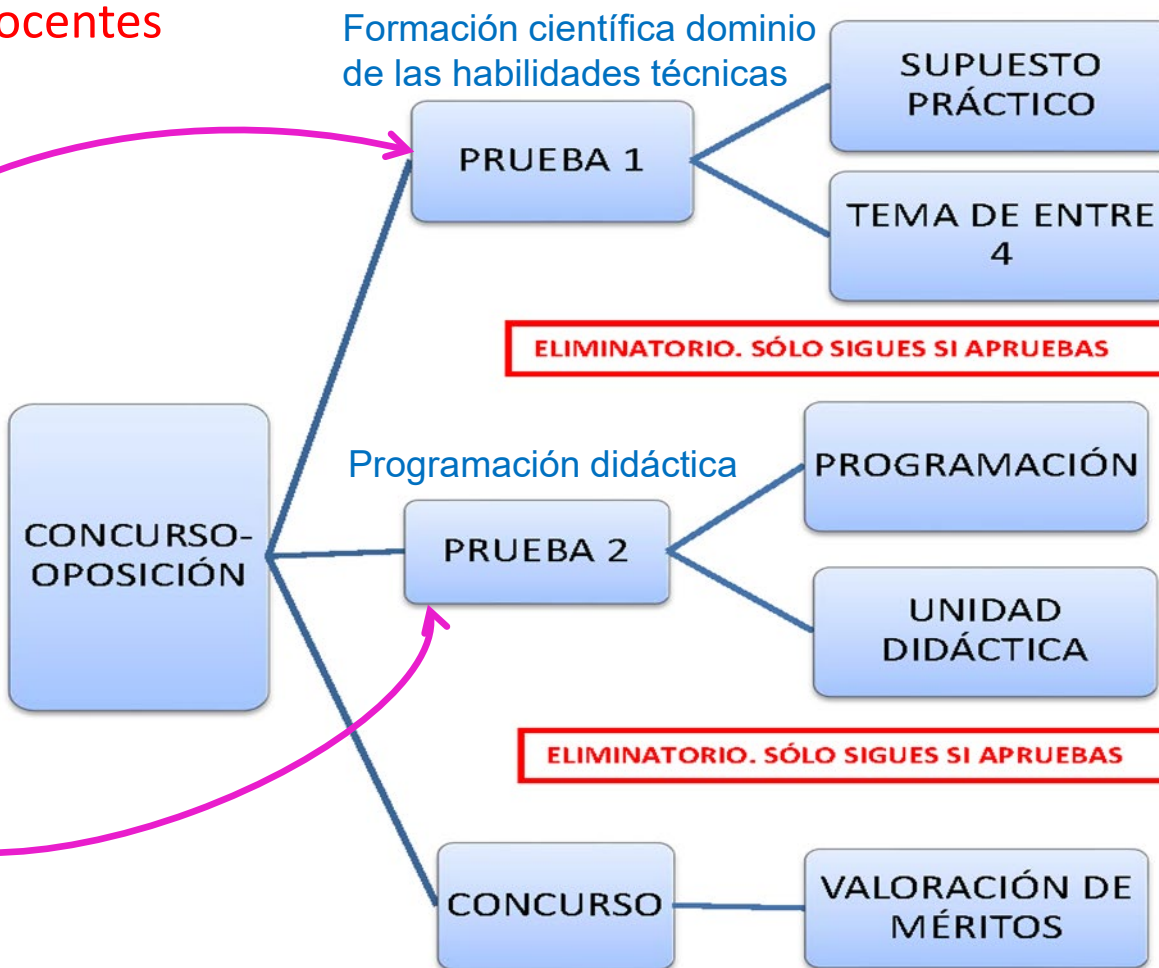 ocentes
Formación científica dominio
de las habilidades técnicas
PRUEBA 1
SUPUESTO
PRÁCTICO
TEMA DE ENTRE
4
ELIMINATORIO. SÓLO SIGUES SI APRUEBAS
CONCURSO-
OPOSICIÓN
Programación didáctica
PRUEBA 2
PROGRAMACIÓN
UNIDAD
DIDÁCTICA
ELIMINATORIO. SÓLO SIGUES SI APRUEBAS
CONCURSO
VALORACIÓN DE
MÉRITOS